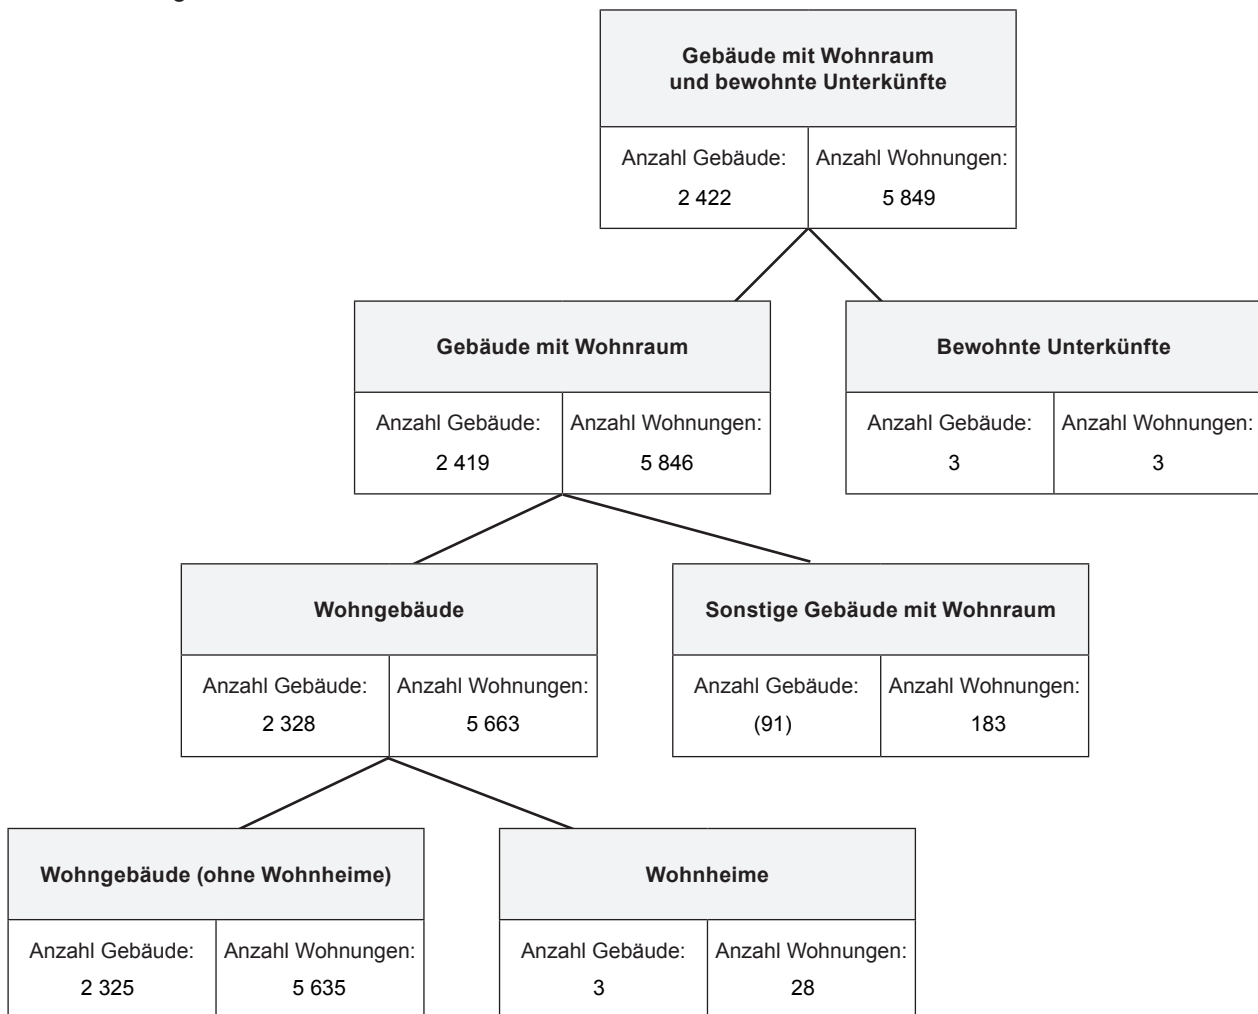 Gebäude mit Wohnraum
und bewohnte Unterkünfte
Anzahl Gebäude: Anzahl Wohnungen:
2 422 5 849
Gebäude mit Wohnraum
Bewohnte Unterkünfte
Anzahl Gebäude: Anzahl Wohnungen:
2 419 5 846
Anzahl Gebäude: Anzahl Wohnungen:
3 3
Wohngebäude
Sonstige Gebäude mit Wohnraum
Anzahl Gebäude: Anzahl Wohnungen:
2 328 5 663
Anzahl Gebäude: Anzahl Wohnungen:
(91) 183
Wohngebäude (ohne Wohnheime)
Wohnheime
Anzahl Gebäude: Anzahl Wohnungen:
2 325 5 635
Anzahl Gebäude: Anzahl Wohnungen:
3 28